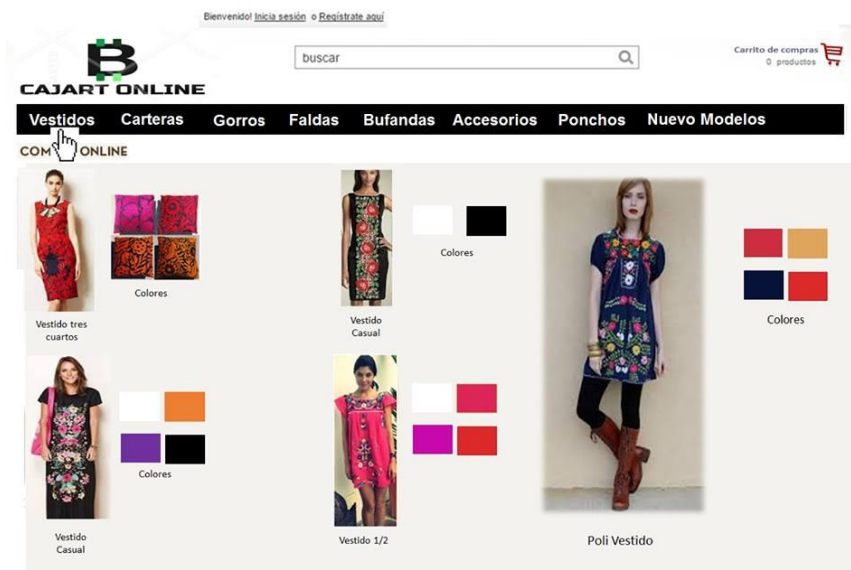 Bienvenido! Inicia sesión o Regístrate aquí
B
CAJART ONLINE
buscar
Carrito de compras
0 productos
Vestidos Carteras Gorros Faldas Bufandas Accesorios Ponchos Nuevo Modelos
COM ONLINE
Colores
Vestido tres
cuartos
Colores
Vestido
Casual
Colores
Poli Vestido
Colores
Vestido
Casual
Vestido 1/2